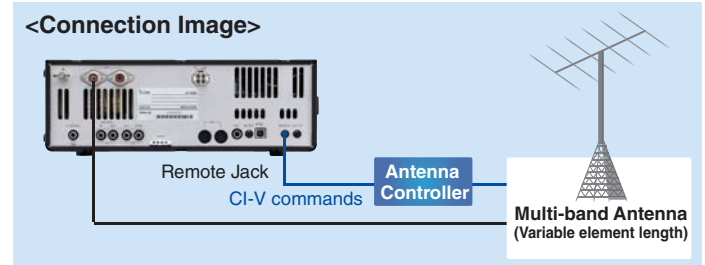 <Connection Image>
Remote Jack
CI-V commands
Antenna
Controller
Multi-band Antenna
(Variable element length)